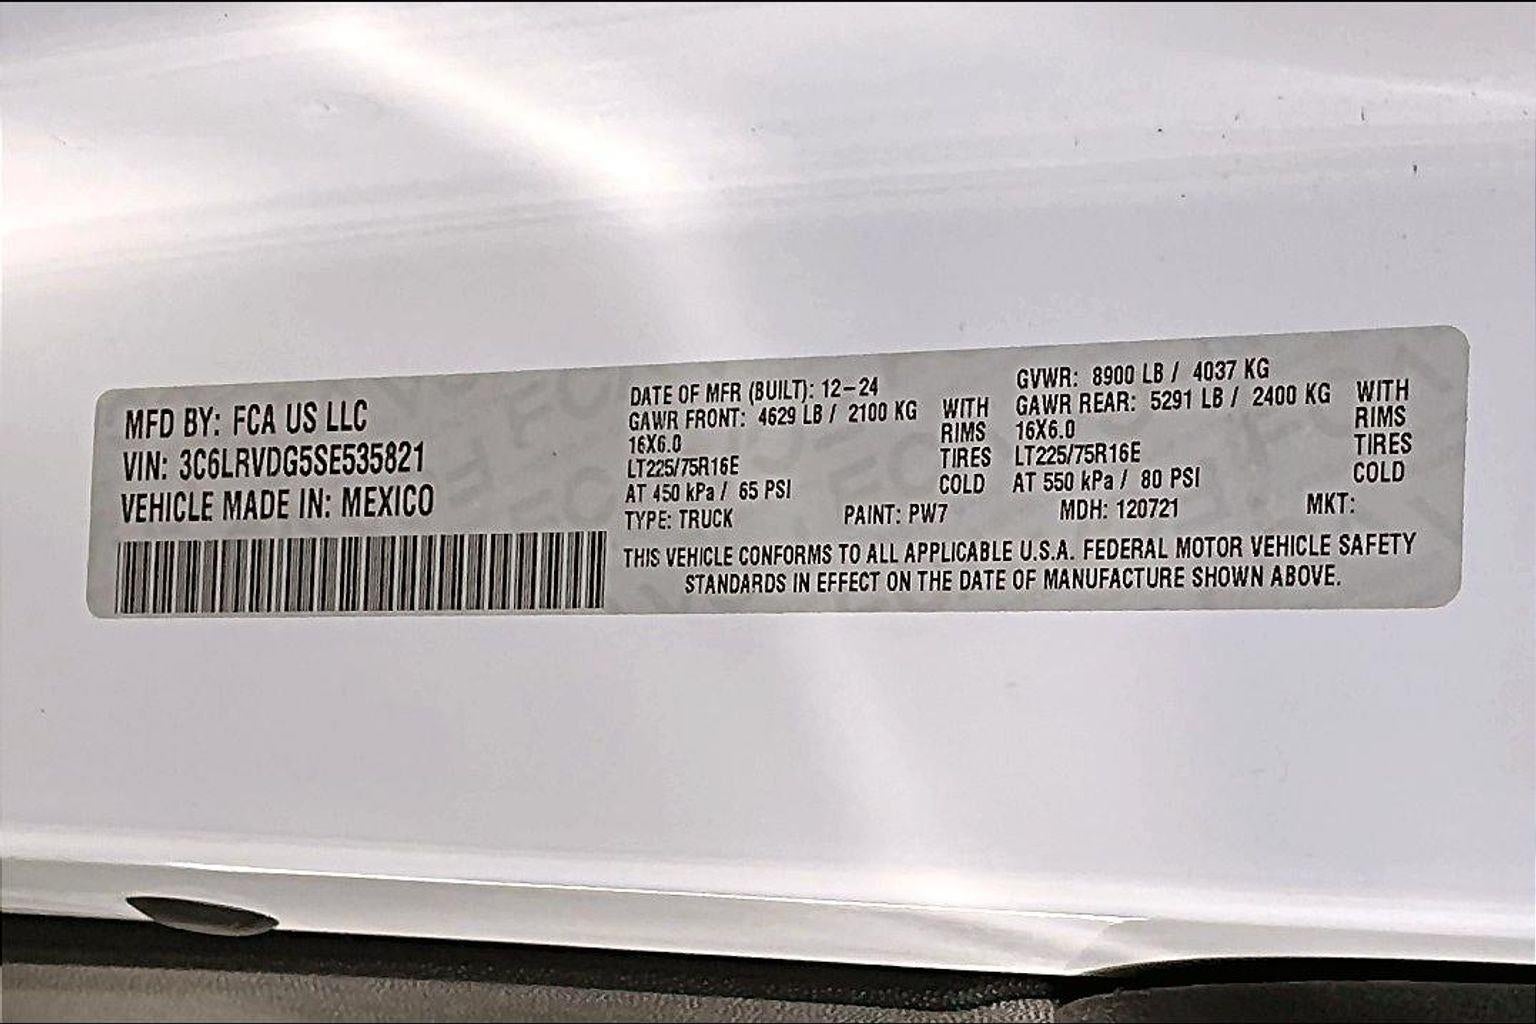 MFD BY: FCA US LLC
VIN: 3C6LRVDG5SE535821
VEHICLE MADE IN: MEXICO
DATE OF MFR (BUILT): 12-24
GAWR FRONT: 4629 LB / 2100 KG WITH
16X6.0 RIMS
LT225/75R16E TIRES
AT 450 kPa / 65 PSI COLD
GVWR: 8900 LB / 4037 KG
GAWR REAR: 5291 LB / 2400 KG WITH
16X6.0 RIMS
LT225/75R16E TIRES
AT 550 kPa / 80 PSI COLD
TYPE: TRUCK PAINT: PW7 MDH: 120721 MKT:
THIS VEHICLE CONFORMS TO ALL APPLICABLE U.S.A. FEDERAL MOTOR VEHICLE SAFETY
STANDARDS IN EFFECT ON THE DATE OF MANUFACTURE SHOWN ABOVE.